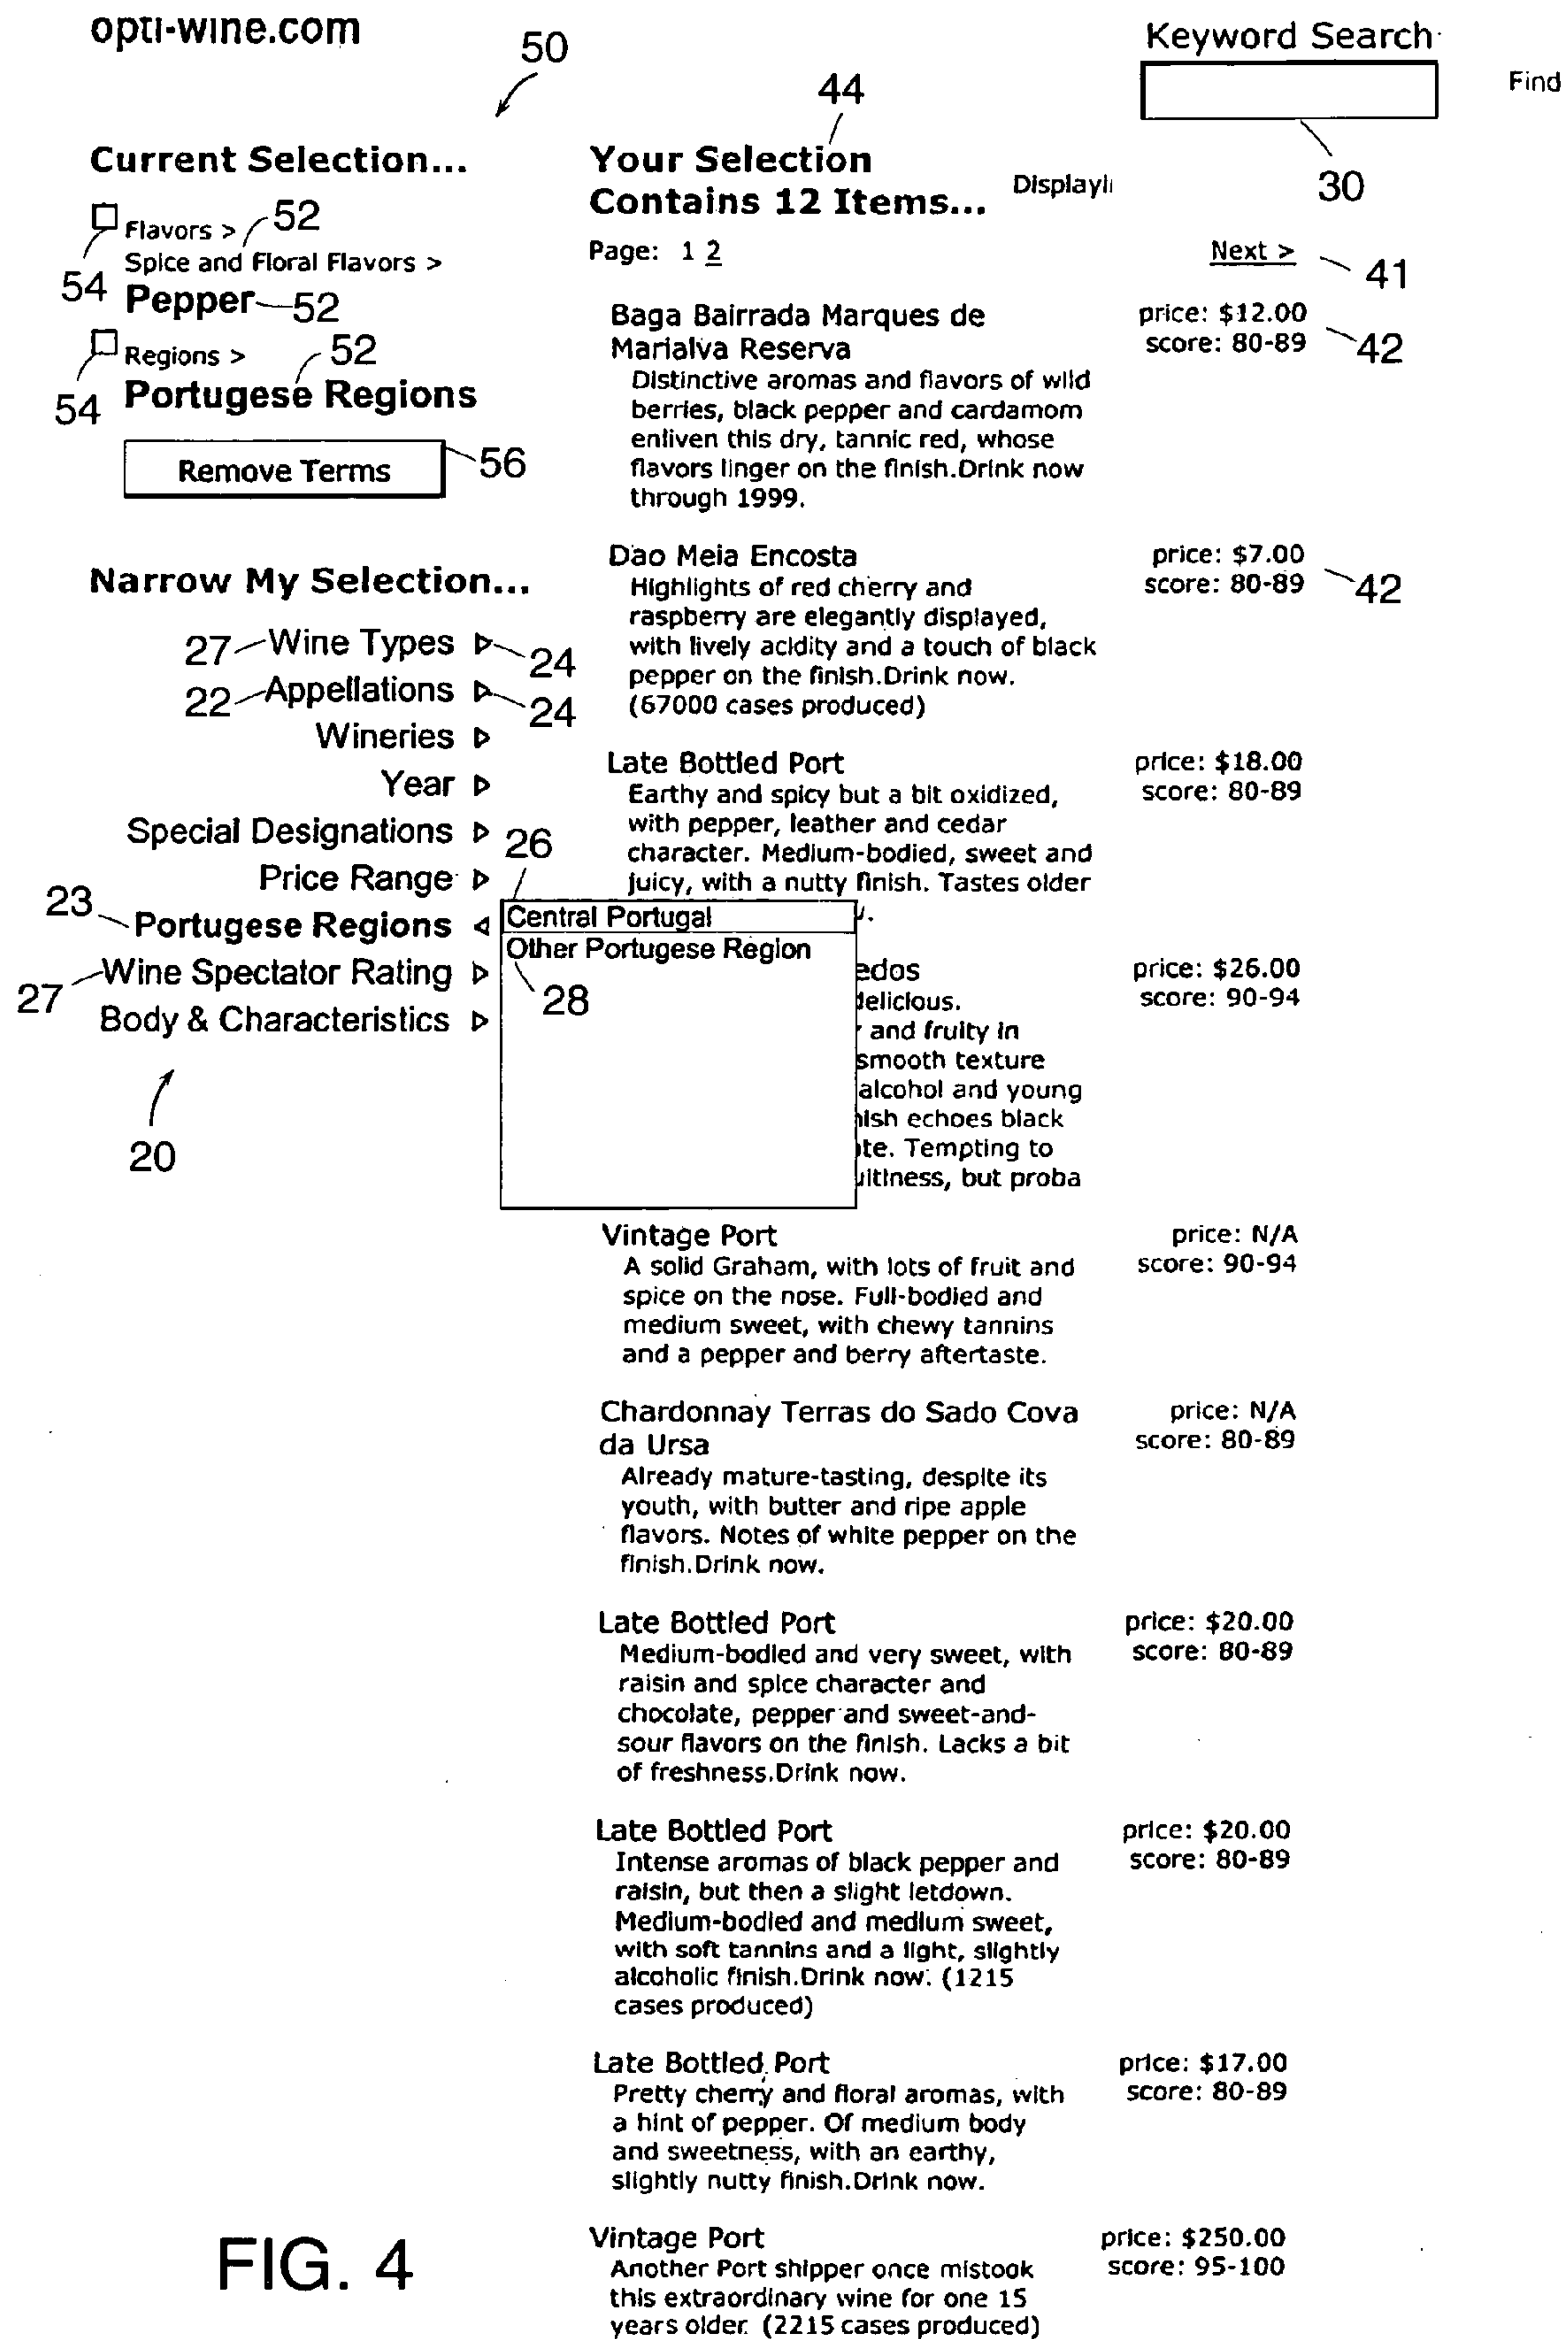 opti-wine.com
50
44
Keyword Search
Find
30
Current Selection...
Flavors >
52
Spice and Floral Flavors >
54
Pepper
52
Regions >
52
54
Portugese Regions
Remove Terms
56
Narrow My Selection...
27
Wine Types
24
22
Appellations
24
Wineries
Year
Special Designations
26
Price Range
23
Portugese Regions
Central Portugal
Other Portugese Region
28
Wine Spectator Rating
27
Body & Characteristics
20
Your Selection
Contains 12 Items...
Page: 1 2
Next >
41
Baga Bairrada Marques de
Marialva Reserva
price: $12.00
score: 80-89
42
Distinctive aromas and flavors of wild
berries, black pepper and cardamom
enliven this dry, tannic red, whose
flavors linger on the finish.Drink now
through 1999.
Dao Meia Encosta
price: $7.00
score: 80-89
42
Highlights of red cherry and
raspberry are elegantly displayed,
with lively acidity and a touch of black
pepper on the finish.Drink now.
(67000 cases produced)
Late Bottled Port
price: $18.00
score: 80-89
Earthy and spicy but a bit oxidized,
with pepper, leather and cedar
character. Medium-bodied, sweet and
juicy, with a nutty finish. Tastes older
price: $26.00
score: 90-94
and fruity in
smooth texture
alcohol and young
echoes black
Tempting to
but proba
Vintage Port
price: N/A
score: 90-94
A solid Graham, with lots of fruit and
spice on the nose. Full-bodied and
medium sweet, with chewy tannins
and a pepper and berry aftertaste.
Chardonnay Terras do Sado Cova
da Ursa
price: N/A
score: 80-89
Already mature-tasting, despite its
youth, with butter and ripe apple
flavors. Notes of white pepper on the
finish.Drink now.
Late Bottled Port
price: $20.00
score: 80-89
Medium-bodied and very sweet, with
raisin and spice character and
chocolate, pepper and sweet-and-
sour flavors on the finish. Lacks a bit
of freshness.Drink now.
Late Bottled Port
price: $20.00
score: 80-89
Intense aromas of black pepper and
raisin, but then a slight letdown.
Medium-bodied and medium sweet,
with soft tannins and a light, slightly
alcoholic finish.Drink now. (1215
cases produced)
Late Bottled Port
price: $17.00
score: 80-89
Pretty cherry and floral aromas, with
a hint of pepper. Of medium body
and sweetness, with an earthy,
slightly nutty finish.Drink now.
Vintage Port
price: $250.00
score: 95-100
Another Port shipper once mistook
this extraordinary wine for one 15
years older. (2215 cases produced)
FIG. 4